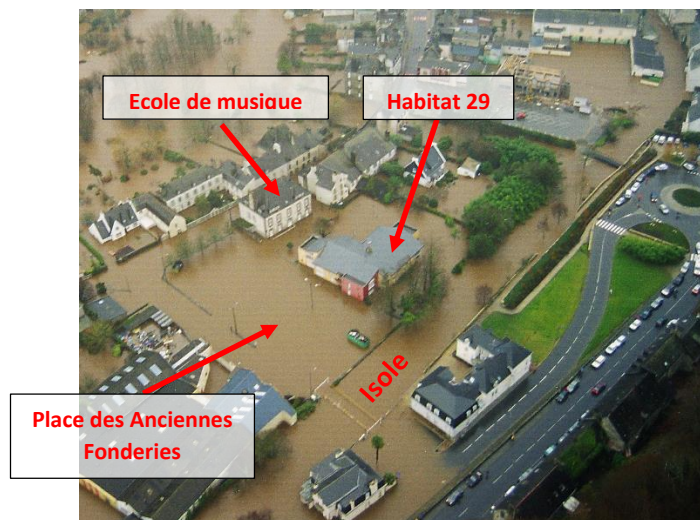 Ecole de musique
Habitat 29
Isole
Place des Anciennes
Fonderies